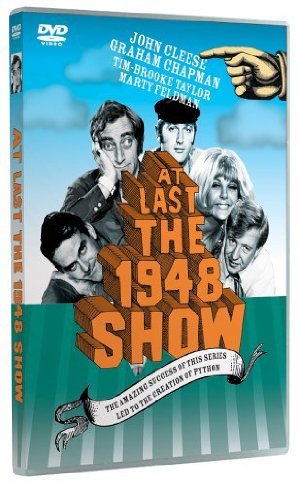 DVD
VIDEO
AT LAST THE 1948 SHOW
JOHN CLEESE
GRAHAM CHAPMAN
TIM-BROOKE TAYLOR
MARTY FELDMAN
AT
LAST
THE
1948
SHOW
THE AMAZING SUCCESS OF THIS SERIES
LED TO THE CREATION OF PYTHON